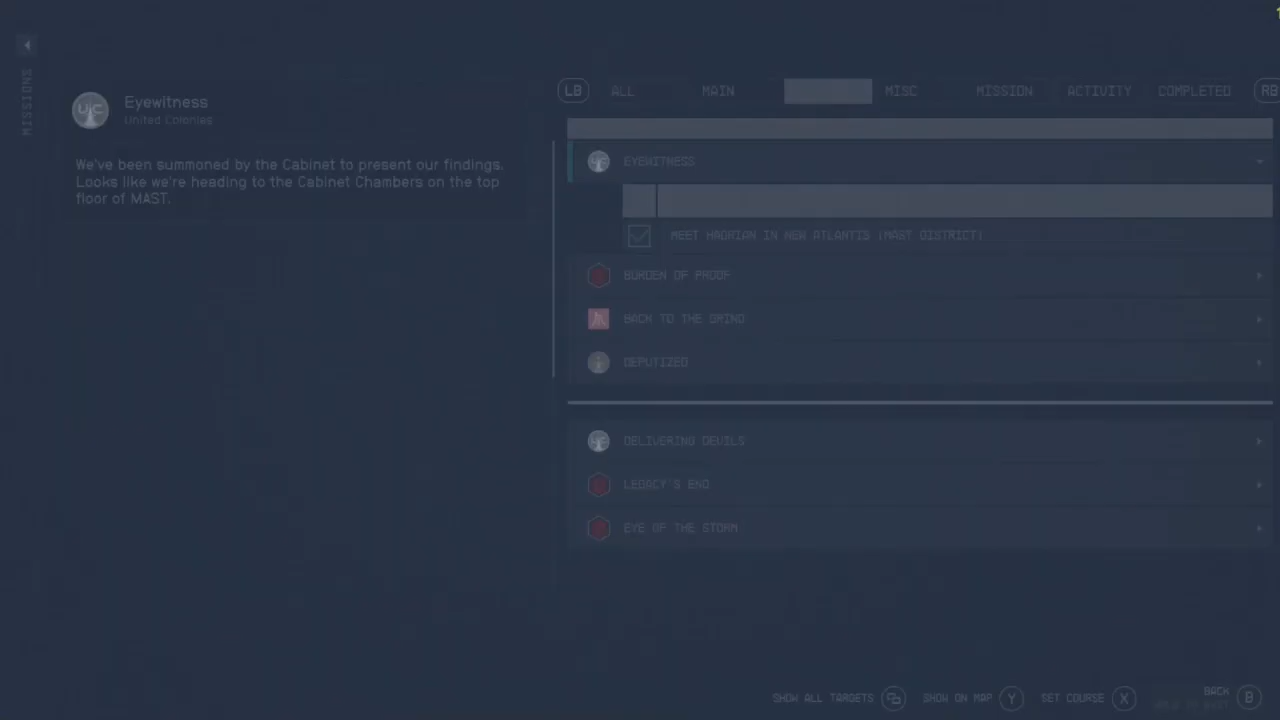 MISSIONS
Eyewitness
United Colonies
We've been summoned by the Cabinet to present our findings.
Looks like we're heading to the Cabinet Chambers on the top
floor of MAST.
LB ALL MAIN MISC MISSION ACTIVITY COMPLETED RB
EYEWITNESS
MEET HADRIAN IN NEW ATLANTIS (MAST DISTRICT)
BURDEN OF PROOF
BACK TO THE GRIND
DEPUTIZED
DELIVERING DEVILS
LEGACY'S END
EYE OF THE STORM
SHOW ALL TARGETS SHOW ON MAP Y SET COURSE X BACK B